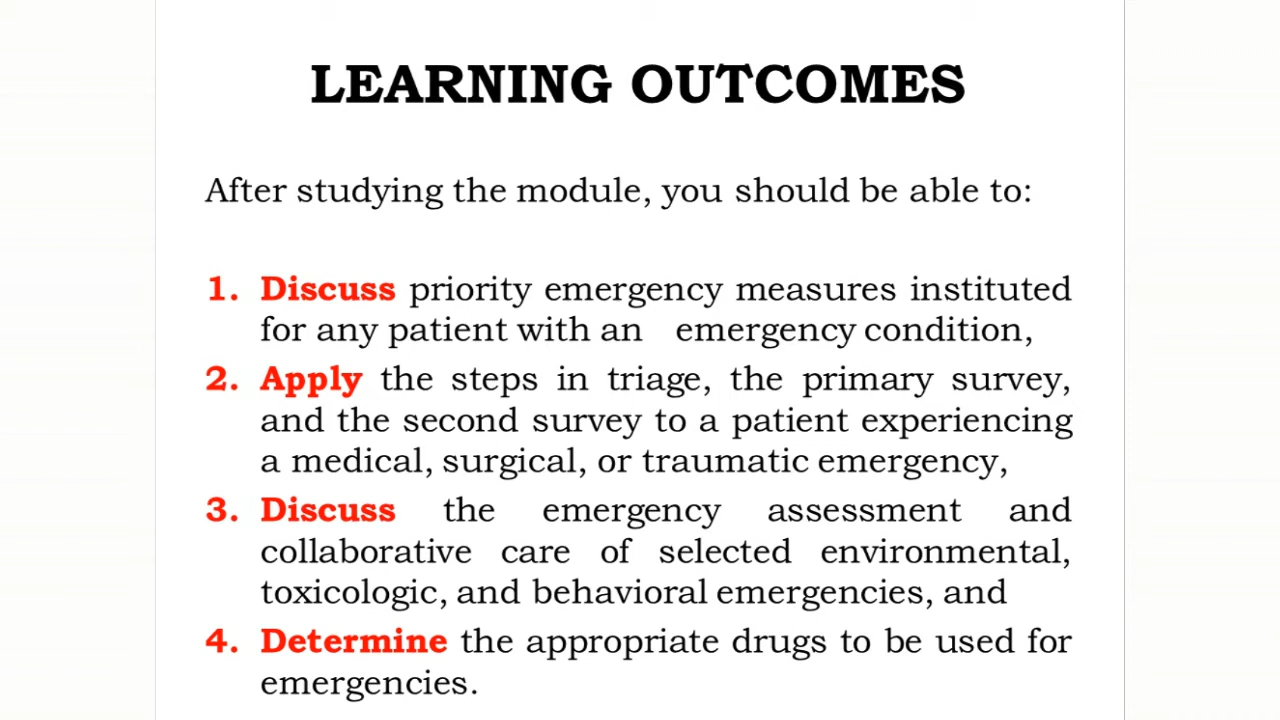 LEARNING OUTCOMES
After studying the module, you should be able to:
1. Discuss priority emergency measures instituted
for any patient with an emergency condition,
2. Apply the steps in triage, the primary survey,
and the second survey to a patient experiencing
a medical, surgical, or traumatic emergency,
3. Discuss the emergency assessment and
collaborative care of selected environmental,
toxicologic, and behavioral emergencies, and
4. Determine the appropriate drugs to be used for
emergencies.